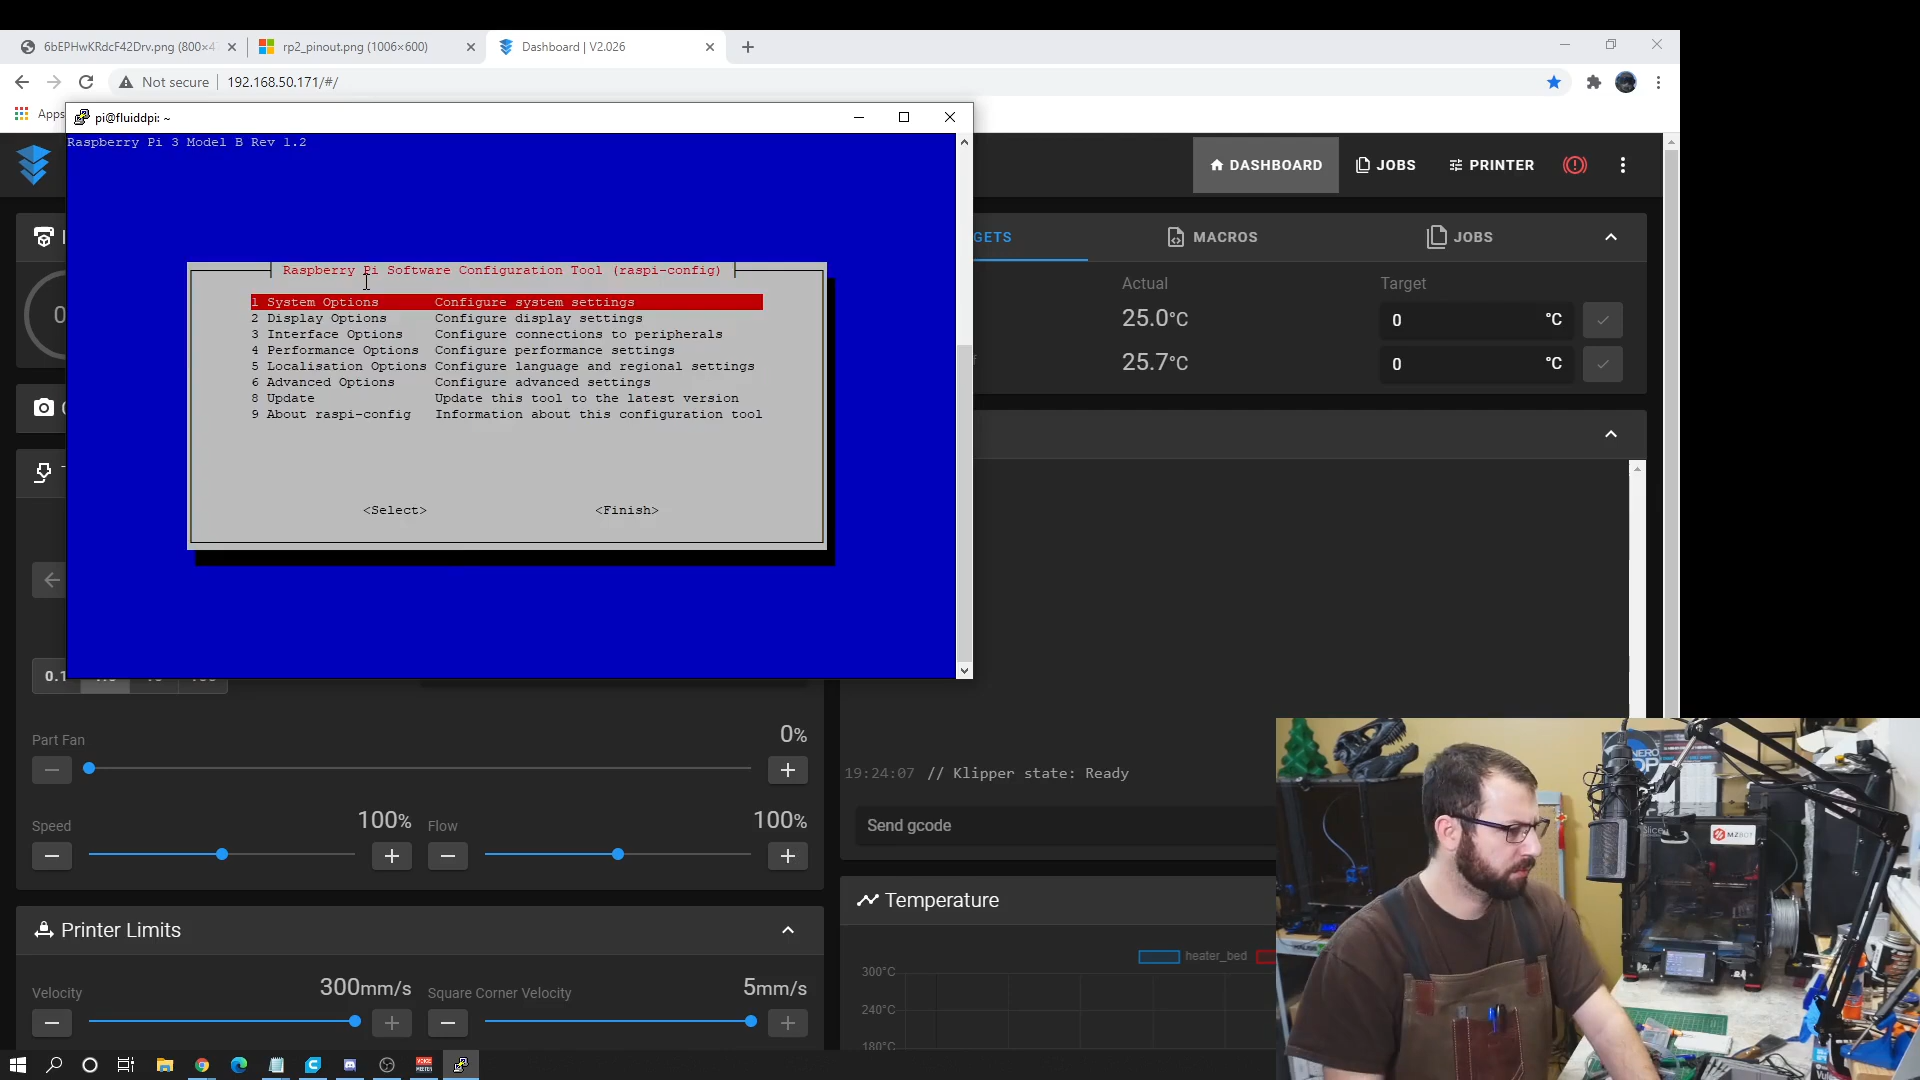 6bEPHwKRdcF42Drv.png (800×4
rp2_pinout.png (1006×600)
Dashboard | V2.026
Not secure
192.168.50.171/#/
Apps
pi@fluiddpi: ~
Raspberry Pi 3 Model B Rev 1.2
Raspberry Pi Software Configuration Tool (raspi-config)
1 System Options Configure system settings
2 Display Options Configure display settings
3 Interface Options Configure connections to peripherals
4 Performance Options Configure performance settings
5 Localisation Options Configure language and regional settings
6 Advanced Options Configure advanced settings
8 Update Update this tool to the latest version
9 About raspi-config Information about this configuration tool
<Select> <Finish>
DASHBOARD
JOBS
PRINTER
GETS
MACROS
JOBS
Actual
Target
25.0°C
0 °C
25.7°C
0 °C
0
0.1
Part Fan
0%
Speed
100%
Flow
100%
Printer Limits
Velocity
300mm/s
Square Corner Velocity
5mm/s
19:24:07 // Klipper state: Ready
Send gcode
Temperature
heater_bed
300°C
240°C
180°C
MZBOT